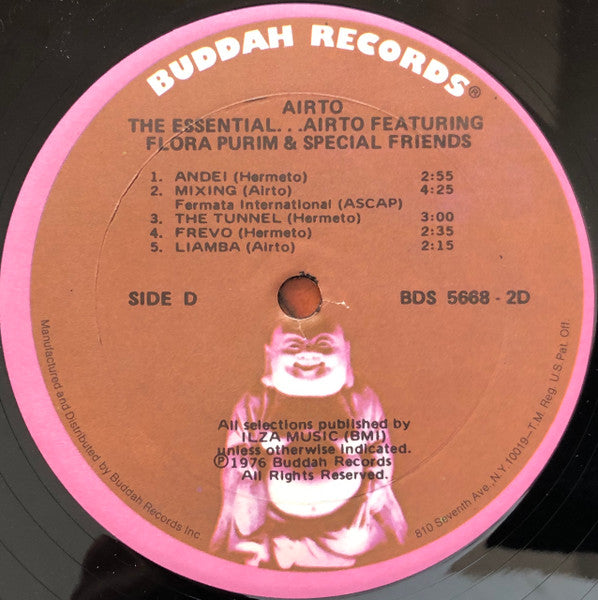 BUDDAH RECORDS®
AIRTO
THE ESSENTIAL. . .AIRTO FEATURING
FLORA PURIM & SPECIAL FRIENDS
1. ANDEI (Hermeto) 2:55
2. MIXING (Airto) 4:25
Fermata International (ASCAP)
3. THE TUNNEL (Hermeto) 3:00
4. FREVO (Hermeto) 2:35
5. LIAMBA (Airto) 2:15
SIDE D BDS 5668 - 2D
All selections published by
ILZA MUSIC (BMI)
unless otherwise indicated.
Ⓟ1976 Buddah Records
All Rights Reserved.
Manufactured and Distributed by Buddah Records Inc.
810 Seventh Ave., N.Y. 10019—T.M. Reg. U.S. Pat. Off.